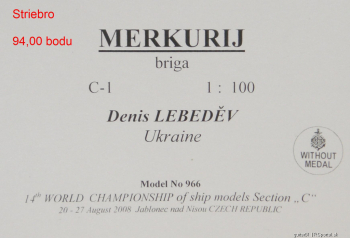 Striebro
94,00 bodu
MERKURIJ
briga
C-1 1 : 100
Denis LEBEDĚV
Ukraine
WITHOUT
MEDAL
Model No 966
14th WORLD CHAMPIONSHIP of ship models Section „C"
20 - 27 August 2008 Jablonec nad Nisou CZECH REPUBLIC